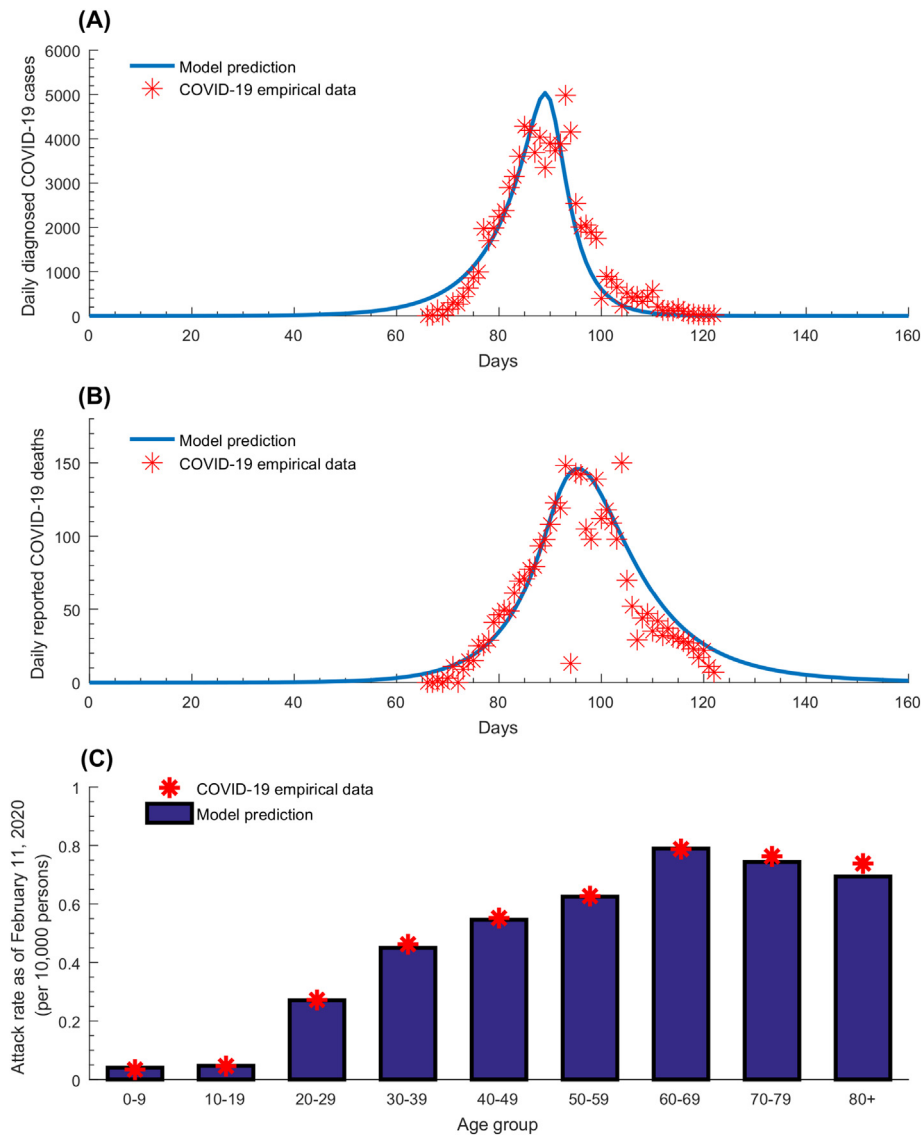 (A)
Daily diagnosed COVID-19 cases
6000
5000
4000
3000
2000
1000
0
Model prediction
COVID-19 empirical data
0 20 40 60 80 100 120 140 160
Days
(B)
Daily reported COVID-19 deaths
150
100
50
0
Model prediction
COVID-19 empirical data
0 20 40 60 80 100 120 140 160
Days
(C)
Attack rate as of February 11, 2020
(per 10,000 persons)
1
0.8
0.6
0.4
0.2
0
COVID-19 empirical data
Model prediction
0-9 10-19 20-29 30-39 40-49 50-59 60-69 70-79 80+
Age group